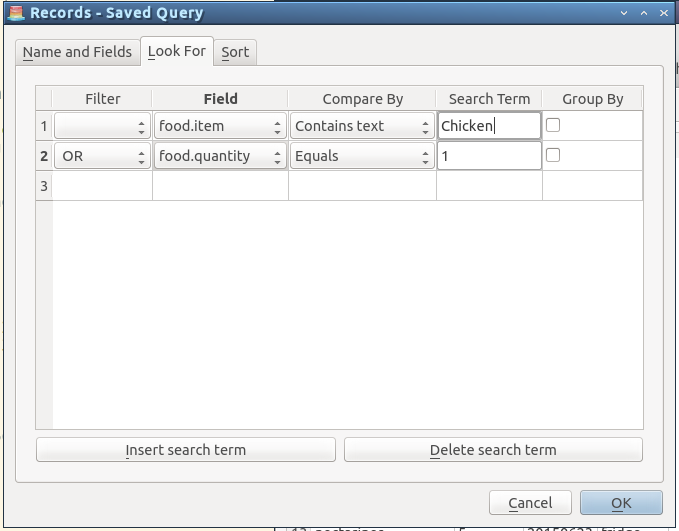 Records - Saved Query
Name and Fields Look For Sort
Filter Field Compare By Search Term Group By
1 food.item Contains text Chicken
2 OR food.quantity Equals 1
3
Insert search term Delete search term
Cancel OK